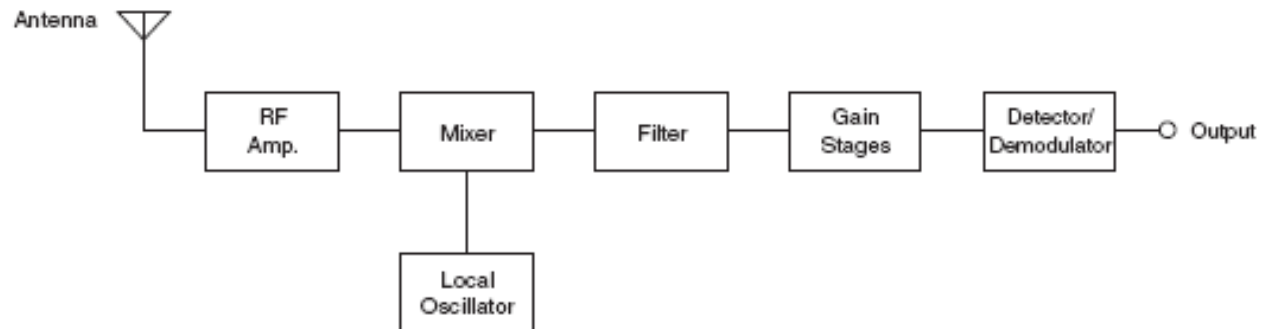 Antenna
RF
Amp.
Mixer
Filter
Gain
Stages
Detector/
Demodulator
Output
Local
Oscillator